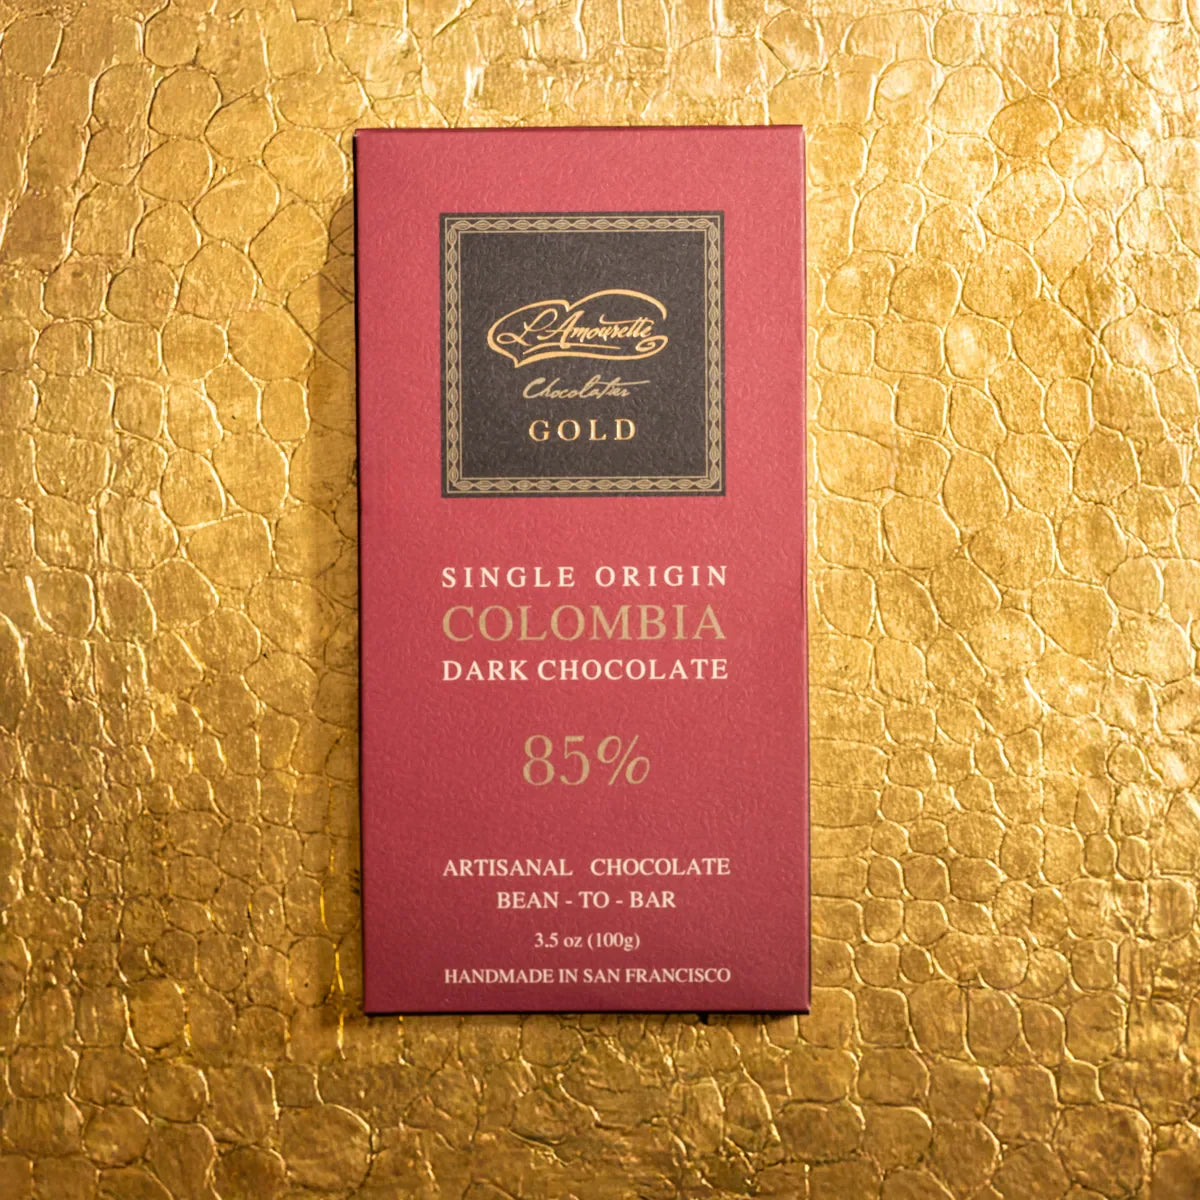 L'Amourette
Chocolatier
GOLD
SINGLE ORIGIN
COLOMBIA
DARK CHOCOLATE
85%
ARTISANAL CHOCOLATE
BEAN - TO - BAR
3.5 oz (100g)
HANDMADE IN SAN FRANCISCO